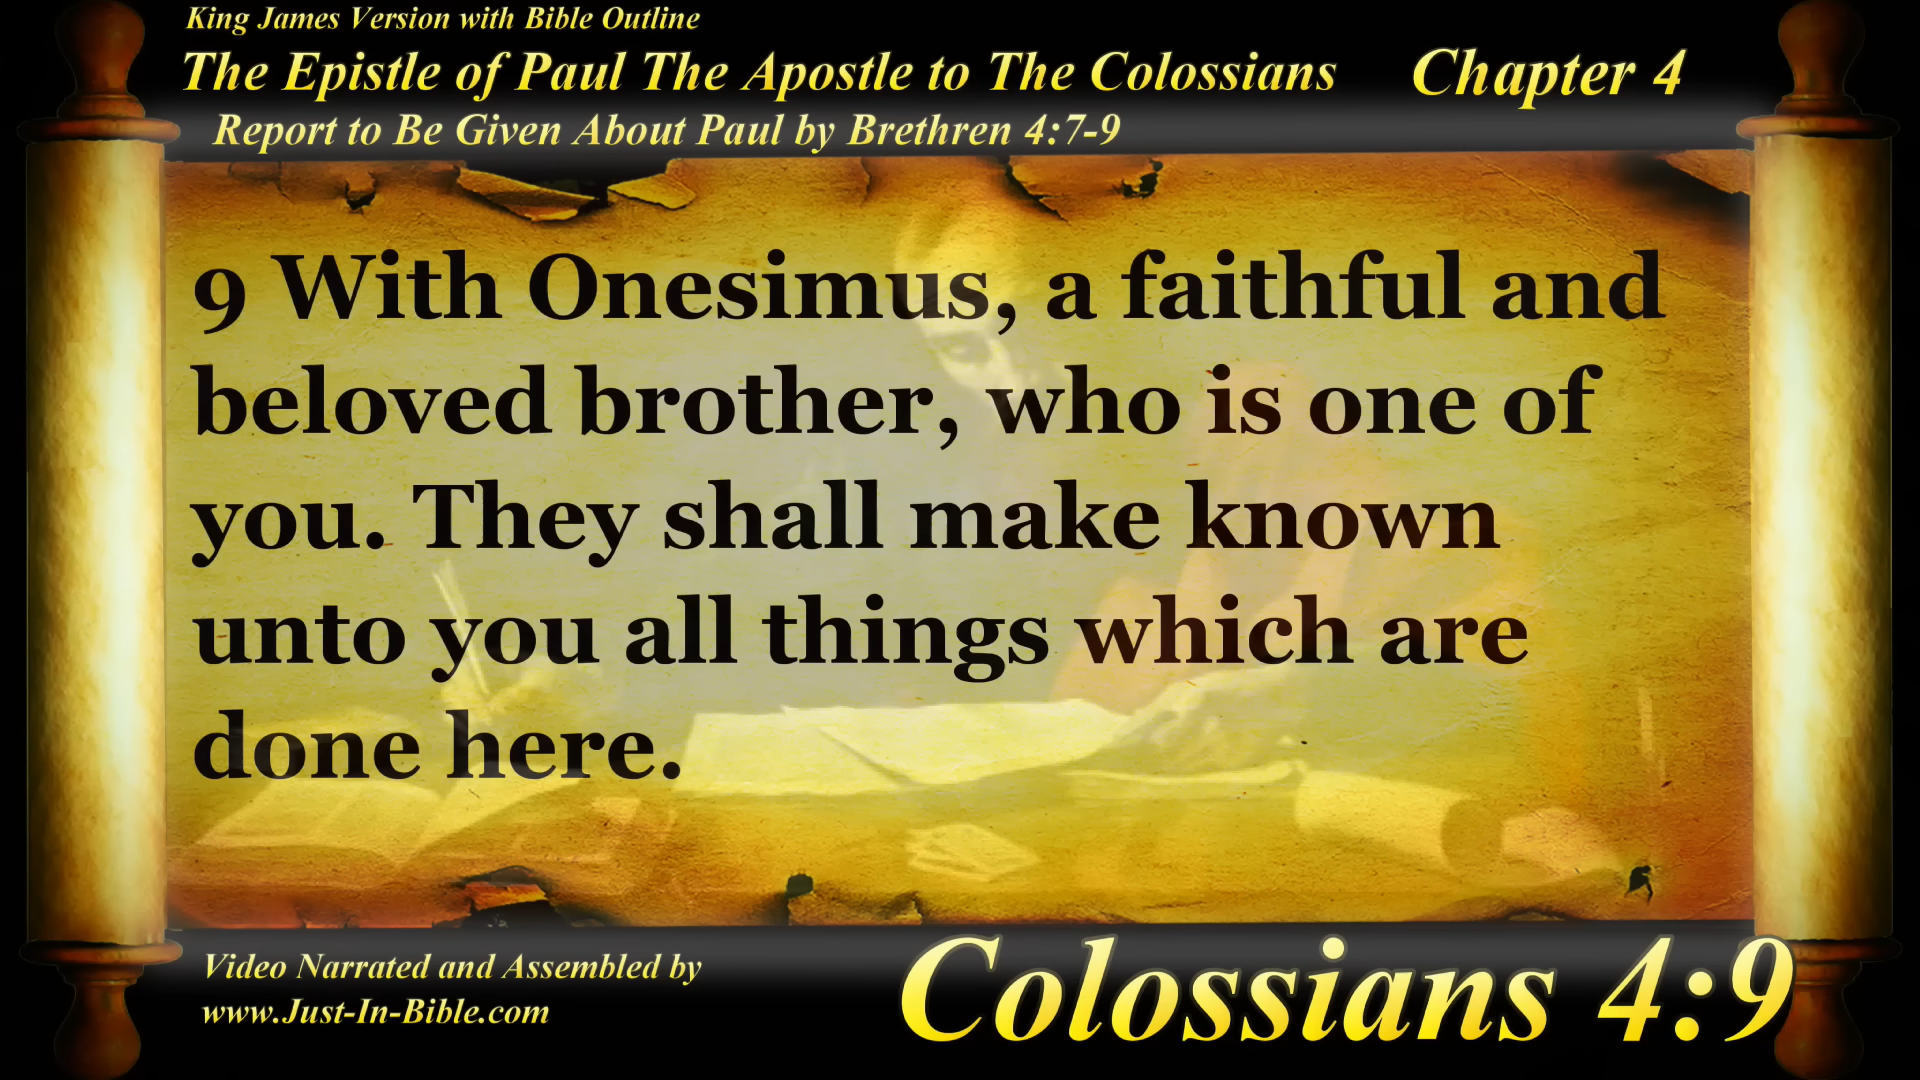 King James Version with Bible Outline
The Epistle of Paul The Apostle to The Colossians Chapter 4
Report to Be Given About Paul by Brethren 4:7-9
9 With Onesimus, a faithful and
beloved brother, who is one of
you. They shall make known
unto you all things which are
done here.
Video Narrated and Assembled by
www.Just-In-Bible.com
Colossians 4:9